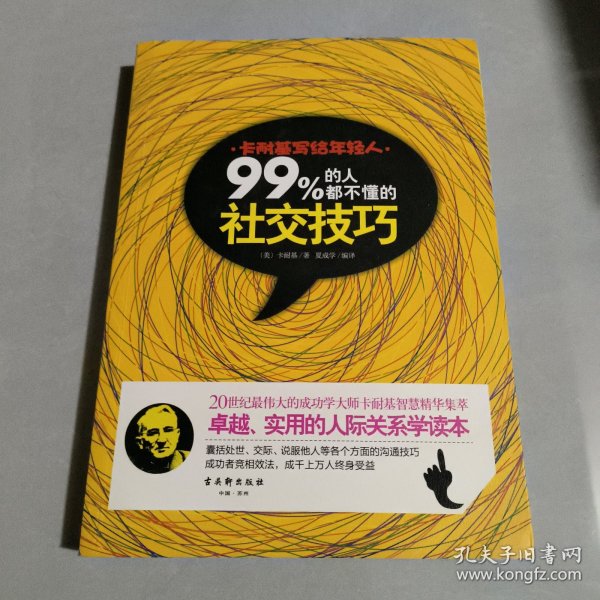 ·卡耐基写给年轻人·
99%的人都不懂的
社交技巧
（美）卡耐基/著 夏成学/编译
20世纪最伟大的成功学大师卡耐基智慧精华集萃
卓越、实用的人际关系学读本
囊括处世、交际、说服他人等各个方面的沟通技巧
成功者竞相效法，成千上万人终身受益
古吴轩出版社
中国·苏州
孔夫子旧书网
www.kongfz.com